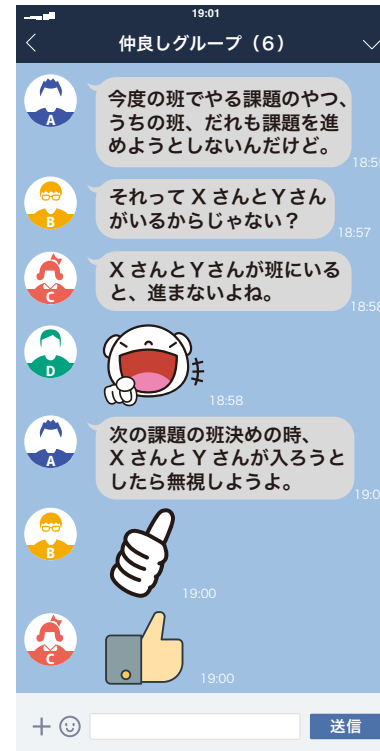 19:01
仲良しグループ（6）
今度の班でやる課題のやつ、
うちの班、だれも課題を進
めようとしないんだけど。
A
18:55
それって X さんとYさん
がいるからじゃない？
B
18:57
X さんとYさんが班にいる
と、進まないよね。
C
18:58
D
18:58
次の課題の班決めの時、
X さんと Y さんが入ろうと
したら無視しようよ。
A
19:00
B
19:00
C
19:00
送信